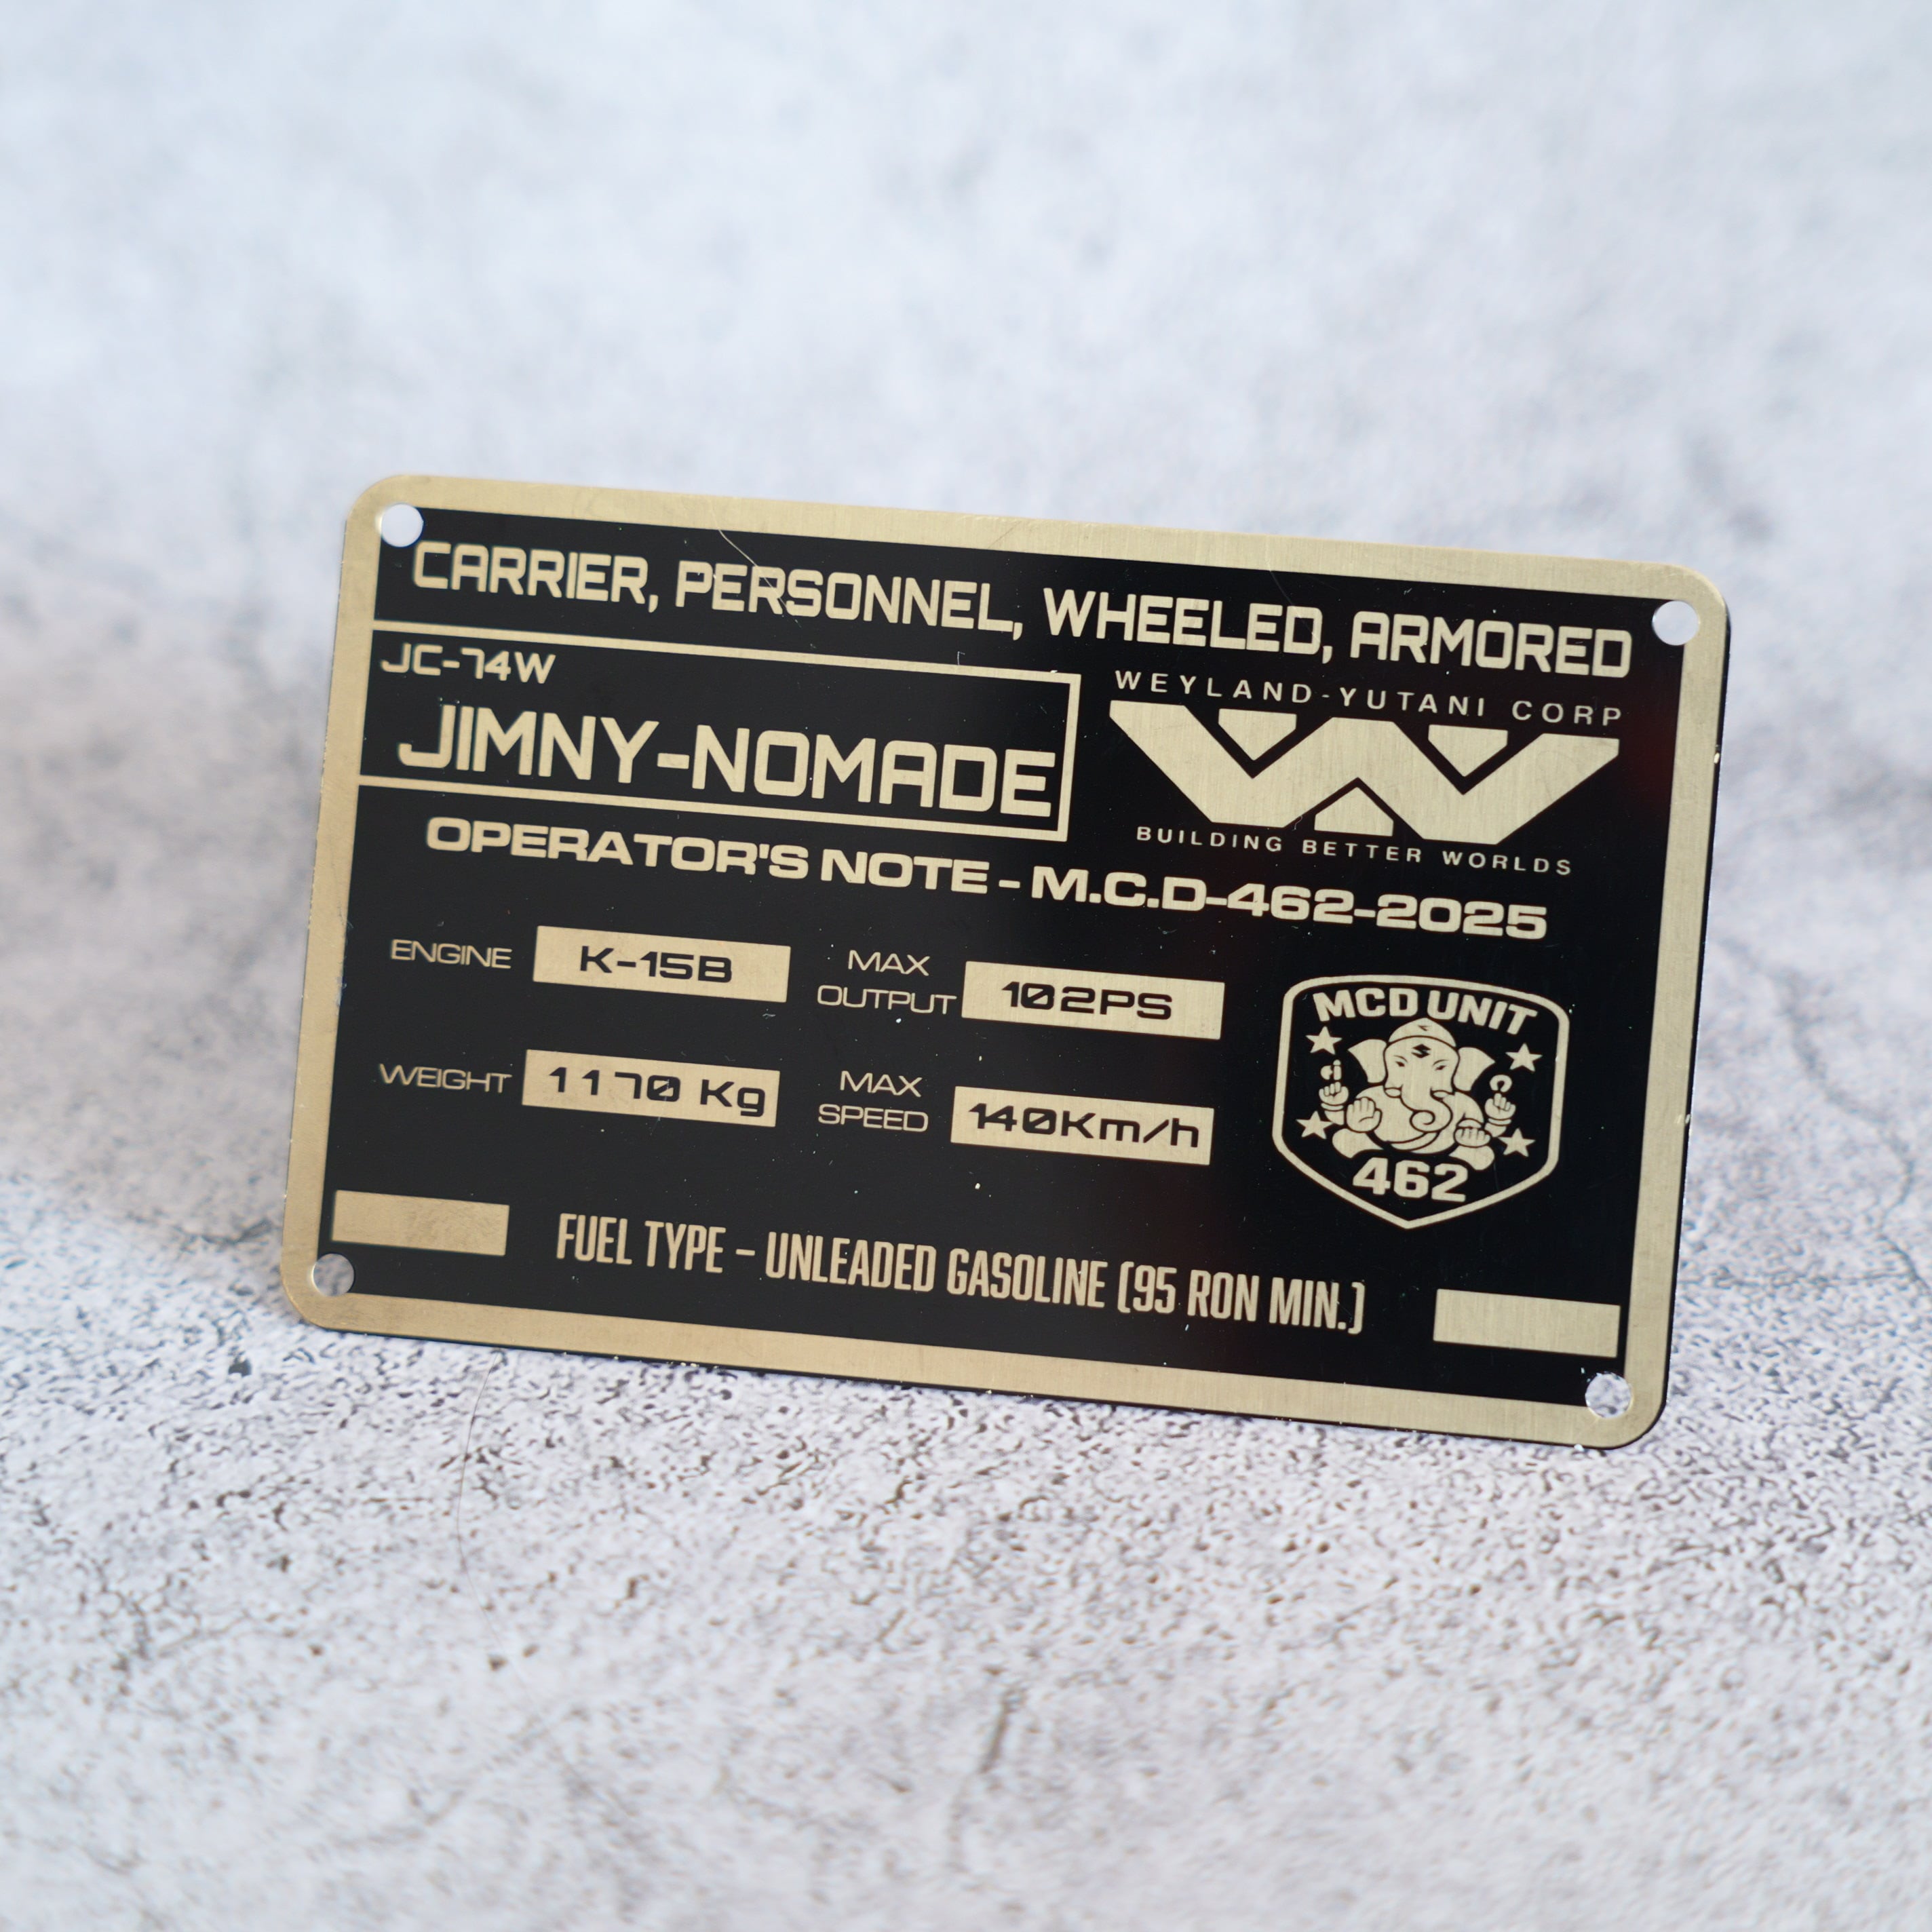 CARRIER, PERSONNEL, WHEELED, ARMORED
JC-74W
JIMNY-NOMADE
WEYLAND-YUTANI CORP
BUILDING BETTER WORLDS
OPERATOR'S NOTE - M.C.D-462-2025
ENGINE K-15B
MAX
OUTPUT 102PS
WEIGHT 1170 Kg
MAX
SPEED 140Km/h
MCD UNIT
462
FUEL TYPE - UNLEADED GASOLINE (95 RON MIN.)